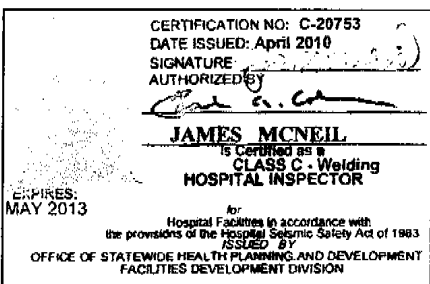 CERTIFICATION NO: C-20753
DATE ISSUED: April 2010
SIGNATURE
AUTHORIZED BY
JAMES MCNEIL
Is Certified as a
CLASS C - Welding
HOSPITAL INSPECTOR
EXPIRES:
MAY 2013
for
Hospital Facilities in accordance with
the provisions of the Hospital Seismic Safety Act of 1983
ISSUED BY
OFFICE OF STATEWIDE HEALTH PLANNING AND DEVELOPMENT
FACILITIES DEVELOPMENT DIVISION